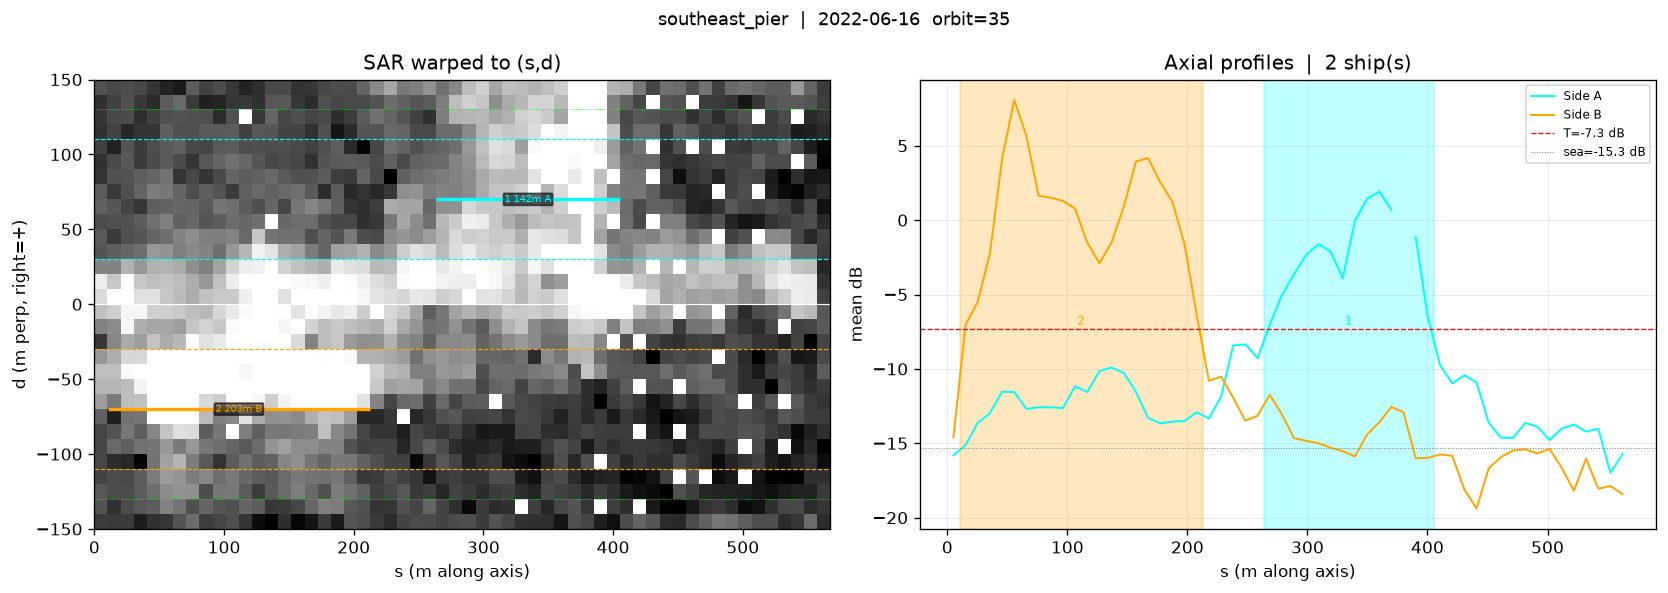 southeast_pier  |  2022-06-16  orbit=35
SAR warped to (s,d)
150
100
50
0
−50
−100
−150
d (m perp, right=+)
1 142m A
2 203m B
0
100
200
300
400
500
s (m along axis)
Axial profiles  |  2 ship(s)
5
0
−5
−10
−15
−20
mean dB
Side A
Side B
T=-7.3 dB
sea=-15.3 dB
2
1
0
100
200
300
400
500
s (m along axis)